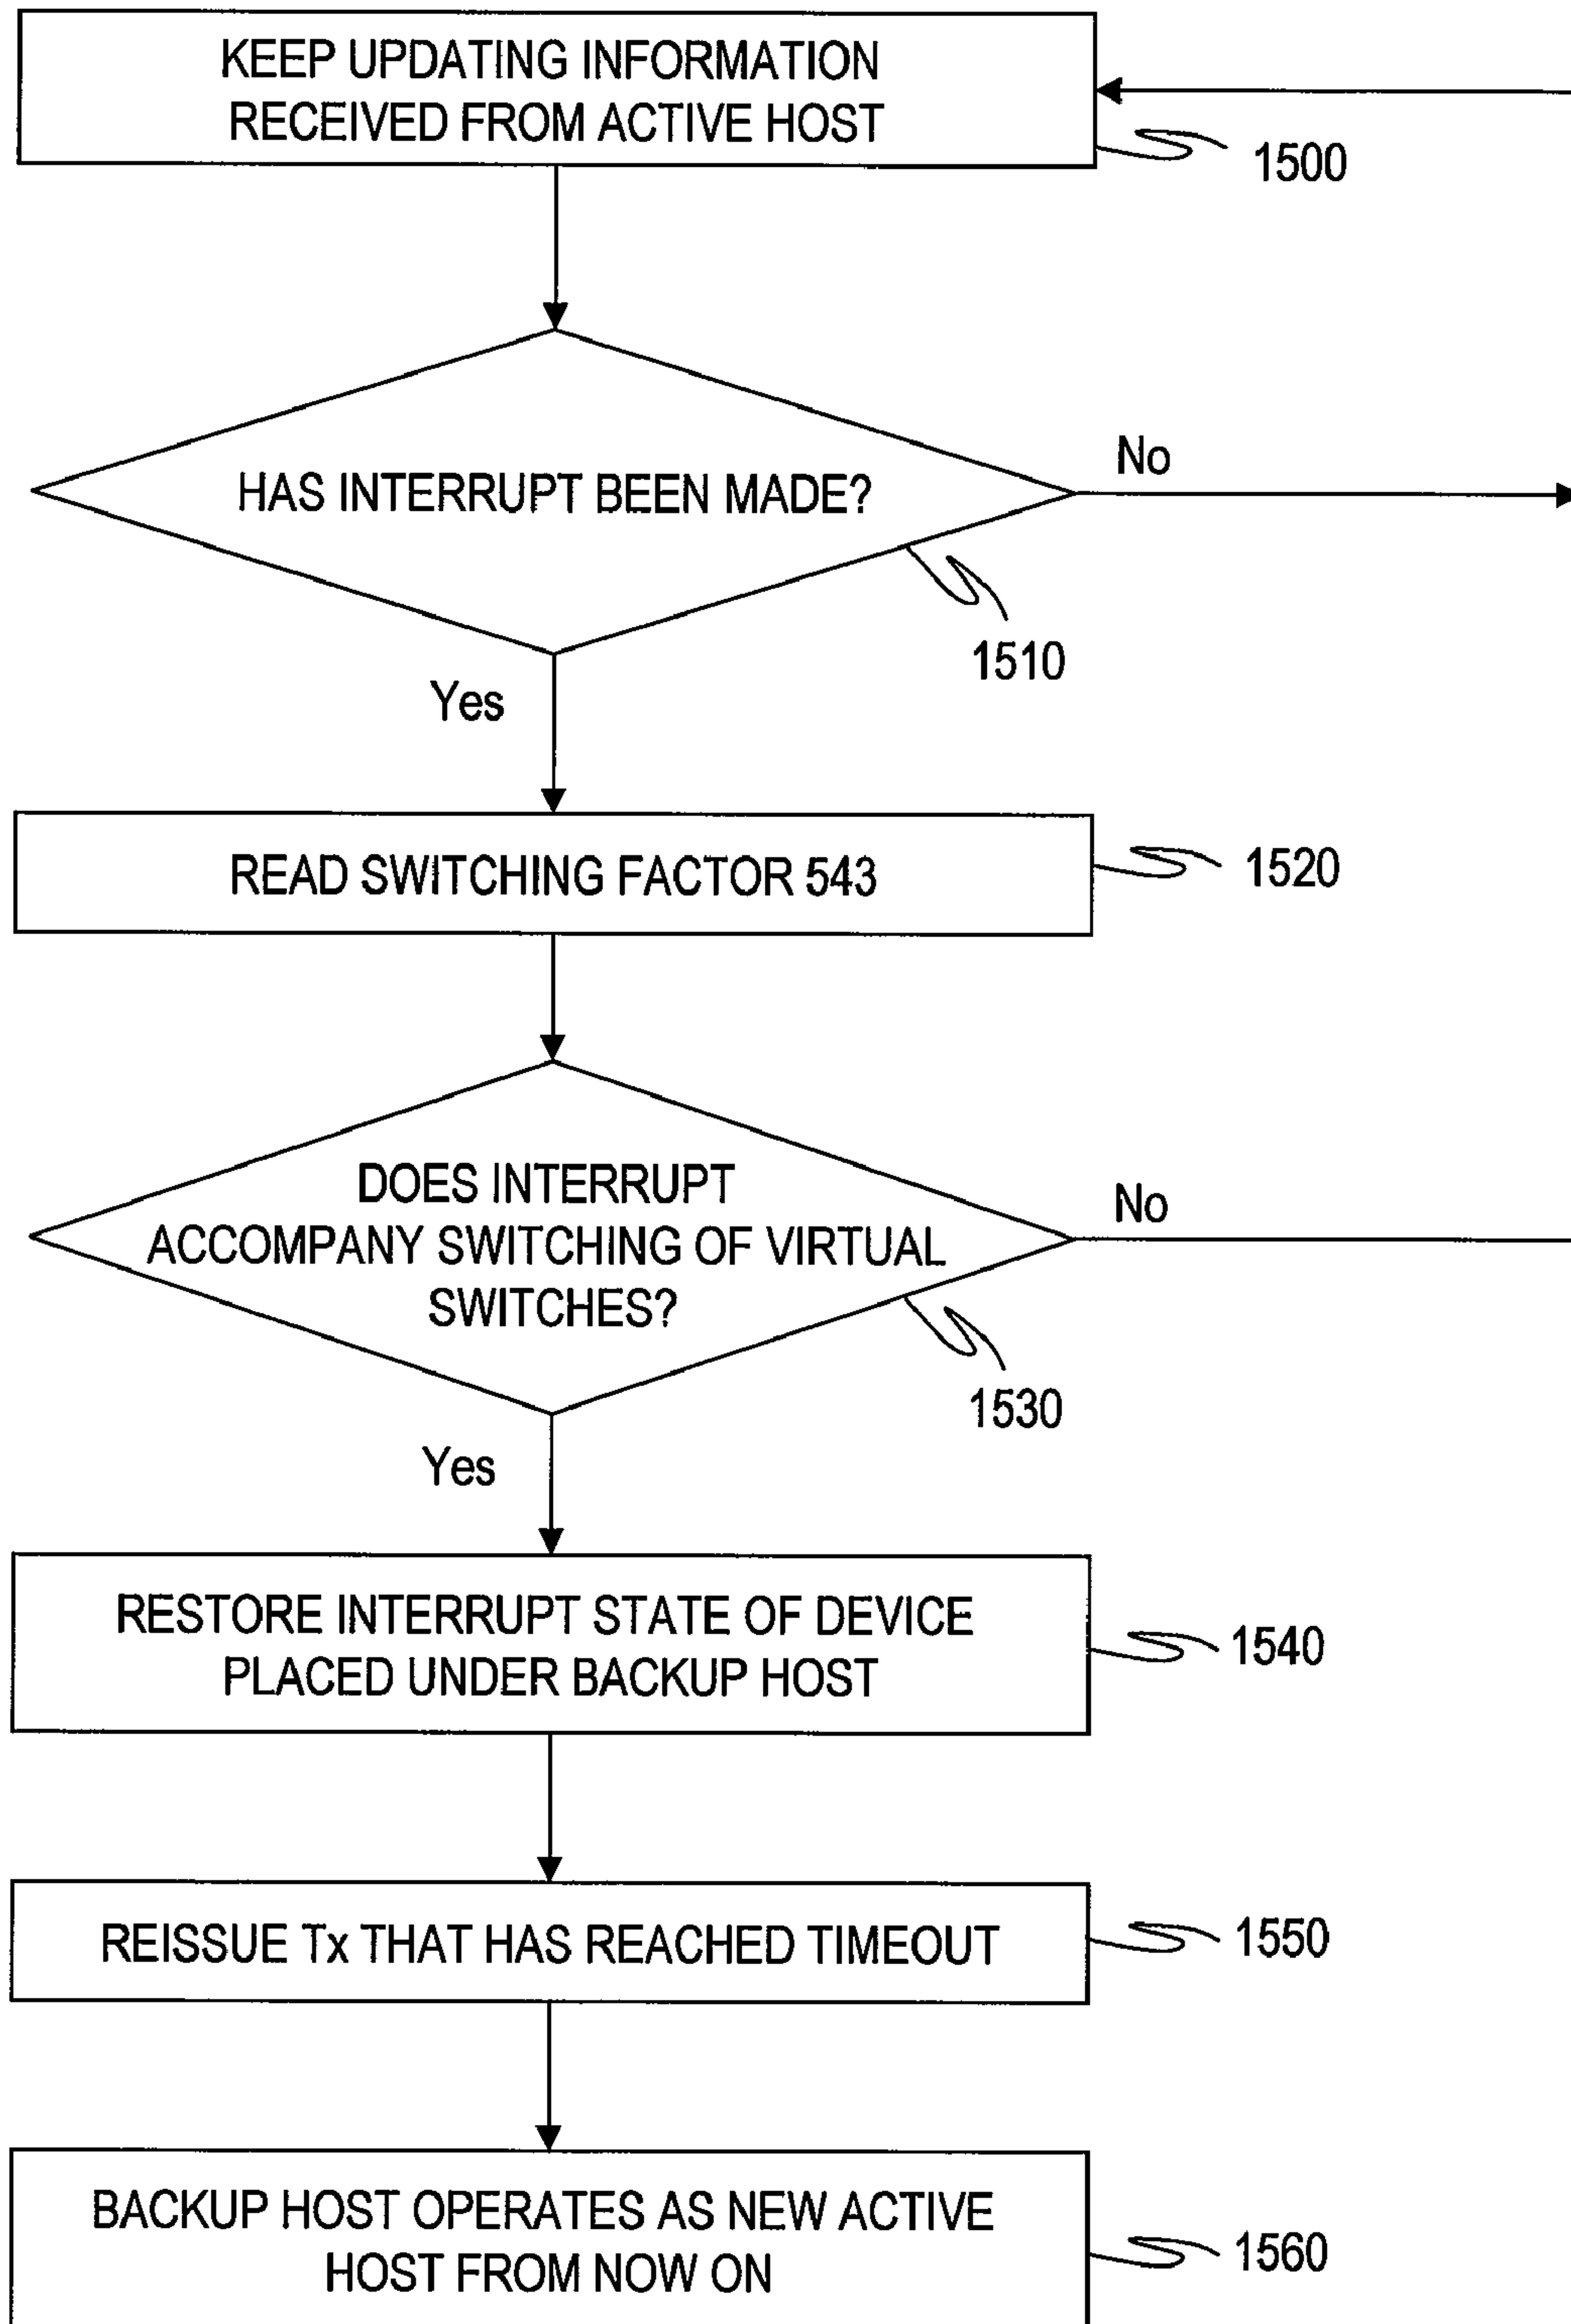 KEEP UPDATING INFORMATION
RECEIVED FROM ACTIVE HOST
1500
HAS INTERRUPT BEEN MADE?
No
1510
Yes
READ SWITCHING FACTOR 543
1520
DOES INTERRUPT
ACCOMPANY SWITCHING OF VIRTUAL
SWITCHES?
No
1530
Yes
RESTORE INTERRUPT STATE OF DEVICE
PLACED UNDER BACKUP HOST
1540
REISSUE Tx THAT HAS REACHED TIMEOUT
1550
BACKUP HOST OPERATES AS NEW ACTIVE
HOST FROM NOW ON
1560